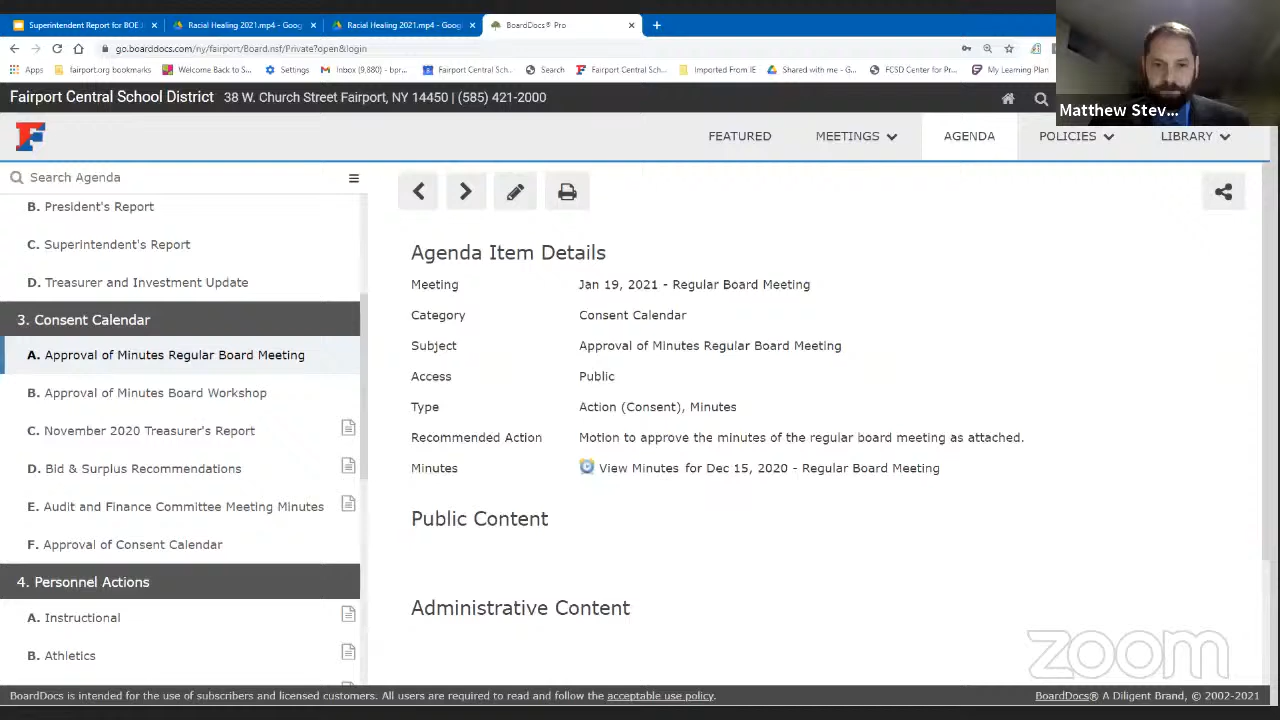 Superintendent Report for BOE
Racial Healing 2021.mp4 - Goog
Racial Healing 2021.mp4 - Goog
BoardDocs® Pro
go.boarddocs.com/ny/fairport/Board.nsf/Private?open&login
Apps
fairport.org bookmarks
Welcome Back to S...
Settings
Inbox (9,880) - bpr...
Fairport Central Sch...
Search
Fairport Central Sch...
Imported From IE
Shared with me - G...
FCSD Center for Pr...
My Learning Plan
Matthew Stev...
Fairport Central School District 38 W. Church Street Fairport, NY 14450 | (585) 421-2000
F
FEATURED
MEETINGS
AGENDA
POLICIES
LIBRARY
Search Agenda
B. President's Report
C. Superintendent's Report
D. Treasurer and Investment Update
3. Consent Calendar
A. Approval of Minutes Regular Board Meeting
B. Approval of Minutes Board Workshop
C. November 2020 Treasurer's Report
D. Bid & Surplus Recommendations
E. Audit and Finance Committee Meeting Minutes
F. Approval of Consent Calendar
4. Personnel Actions
A. Instructional
B. Athletics
Agenda Item Details
Meeting Jan 19, 2021 - Regular Board Meeting
Category Consent Calendar
Subject Approval of Minutes Regular Board Meeting
Access Public
Type Action (Consent), Minutes
Recommended Action Motion to approve the minutes of the regular board meeting as attached.
Minutes View Minutes for Dec 15, 2020 - Regular Board Meeting
Public Content
Administrative Content
zoom
BoardDocs is intended for the use of subscribers and licensed customers. All users are required to read and follow the acceptable use policy.
BoardDocs® A Diligent Brand, © 2002-2021